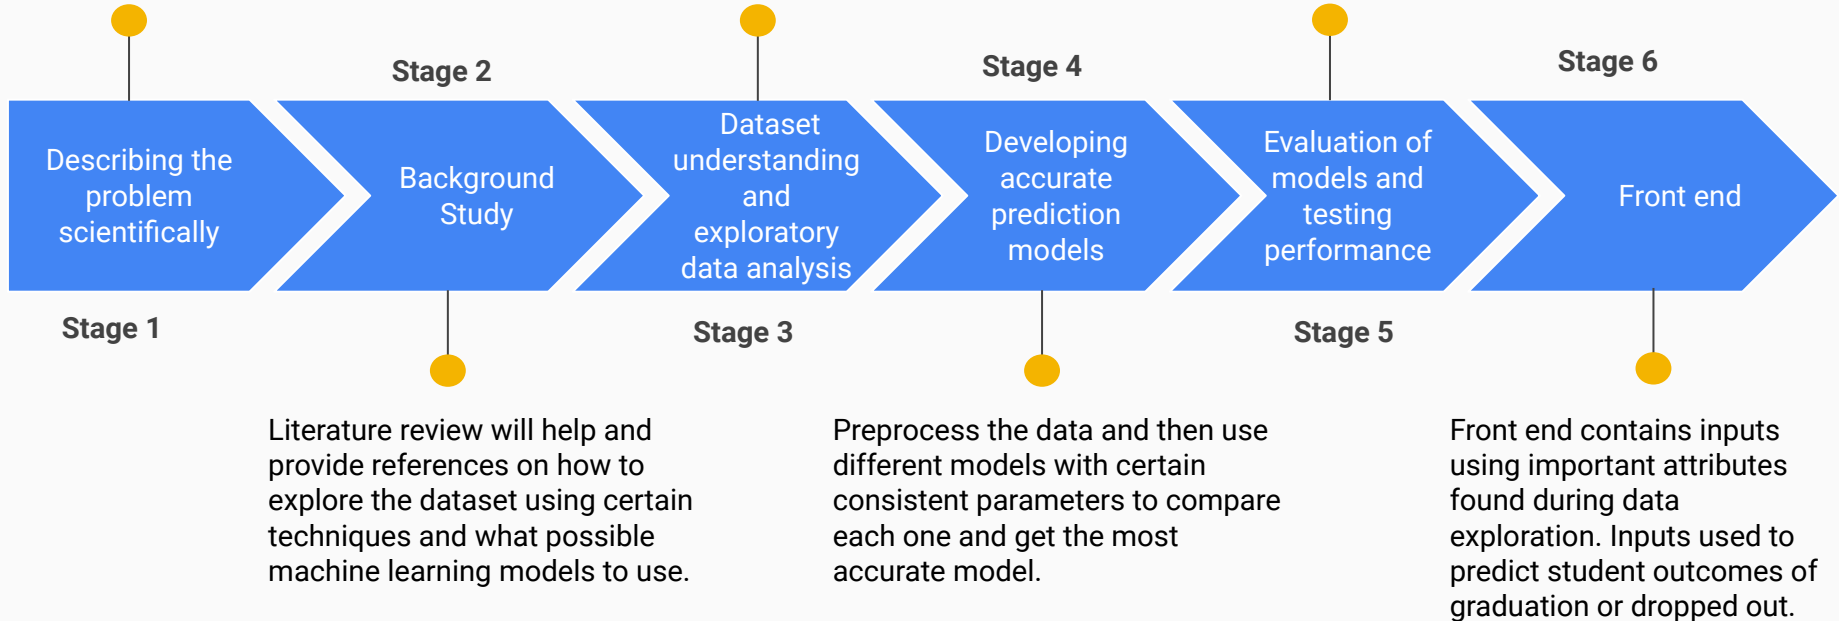 Stage 2
Stage 4
Stage 6
Describing the
problem
scientifically
Background
Study
Dataset
understanding
and
exploratory
data analysis
Developing
accurate
prediction
models
Evaluation of
models and
testing
performance
Front end
Stage 1
Stage 3
Stage 5
Literature review will help and
provide references on how to
explore the dataset using certain
techniques and what possible
machine learning models to use.
Preprocess the data and then use
different models with certain
consistent parameters to compare
each one and get the most
accurate model.
Front end contains inputs
using important attributes
found during data
exploration. Inputs used to
predict student outcomes of
graduation or dropped out.